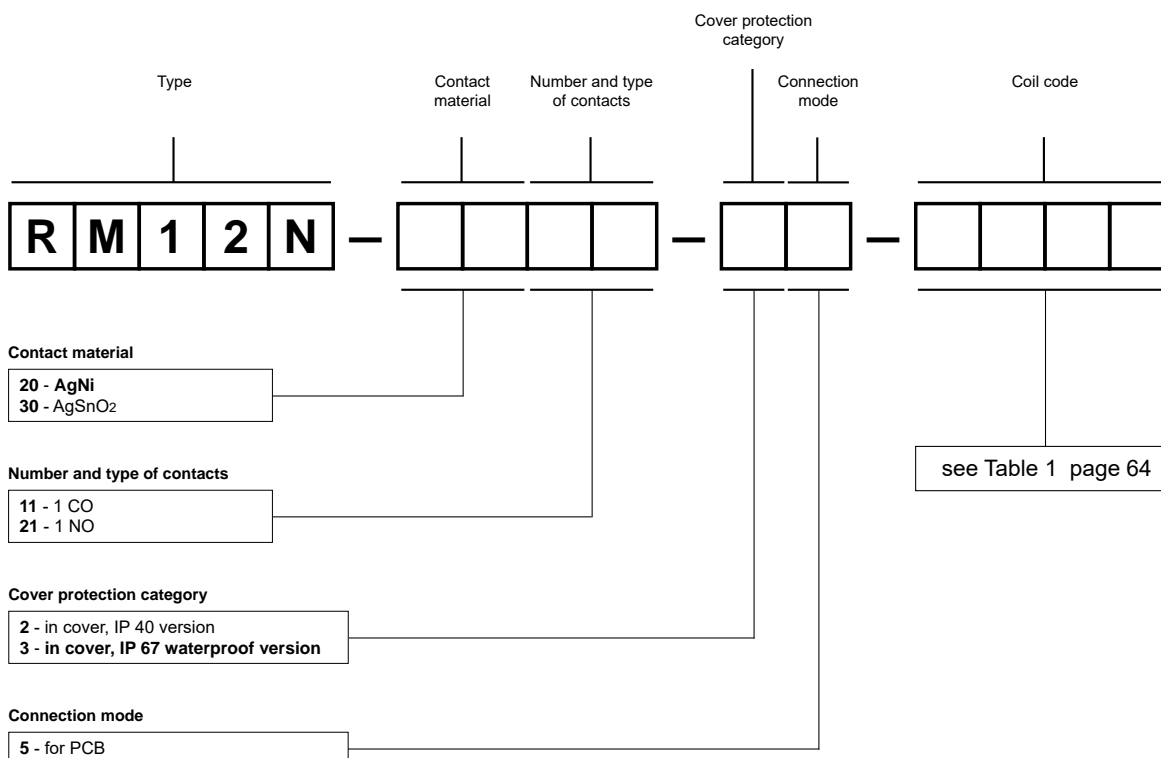 Cover protection
category
Type
Contact
material
Number and type
of contacts
Connection
mode
Coil code
R M 1 2 N – – –
Contact material
20 - AgNi
30 - AgSnO2
see Table 1 page 64
Number and type of contacts
11 - 1 CO
21 - 1 NO
Cover protection category
2 - in cover, IP 40 version
3 - in cover, IP 67 waterproof version
Connection mode
5 - for PCB